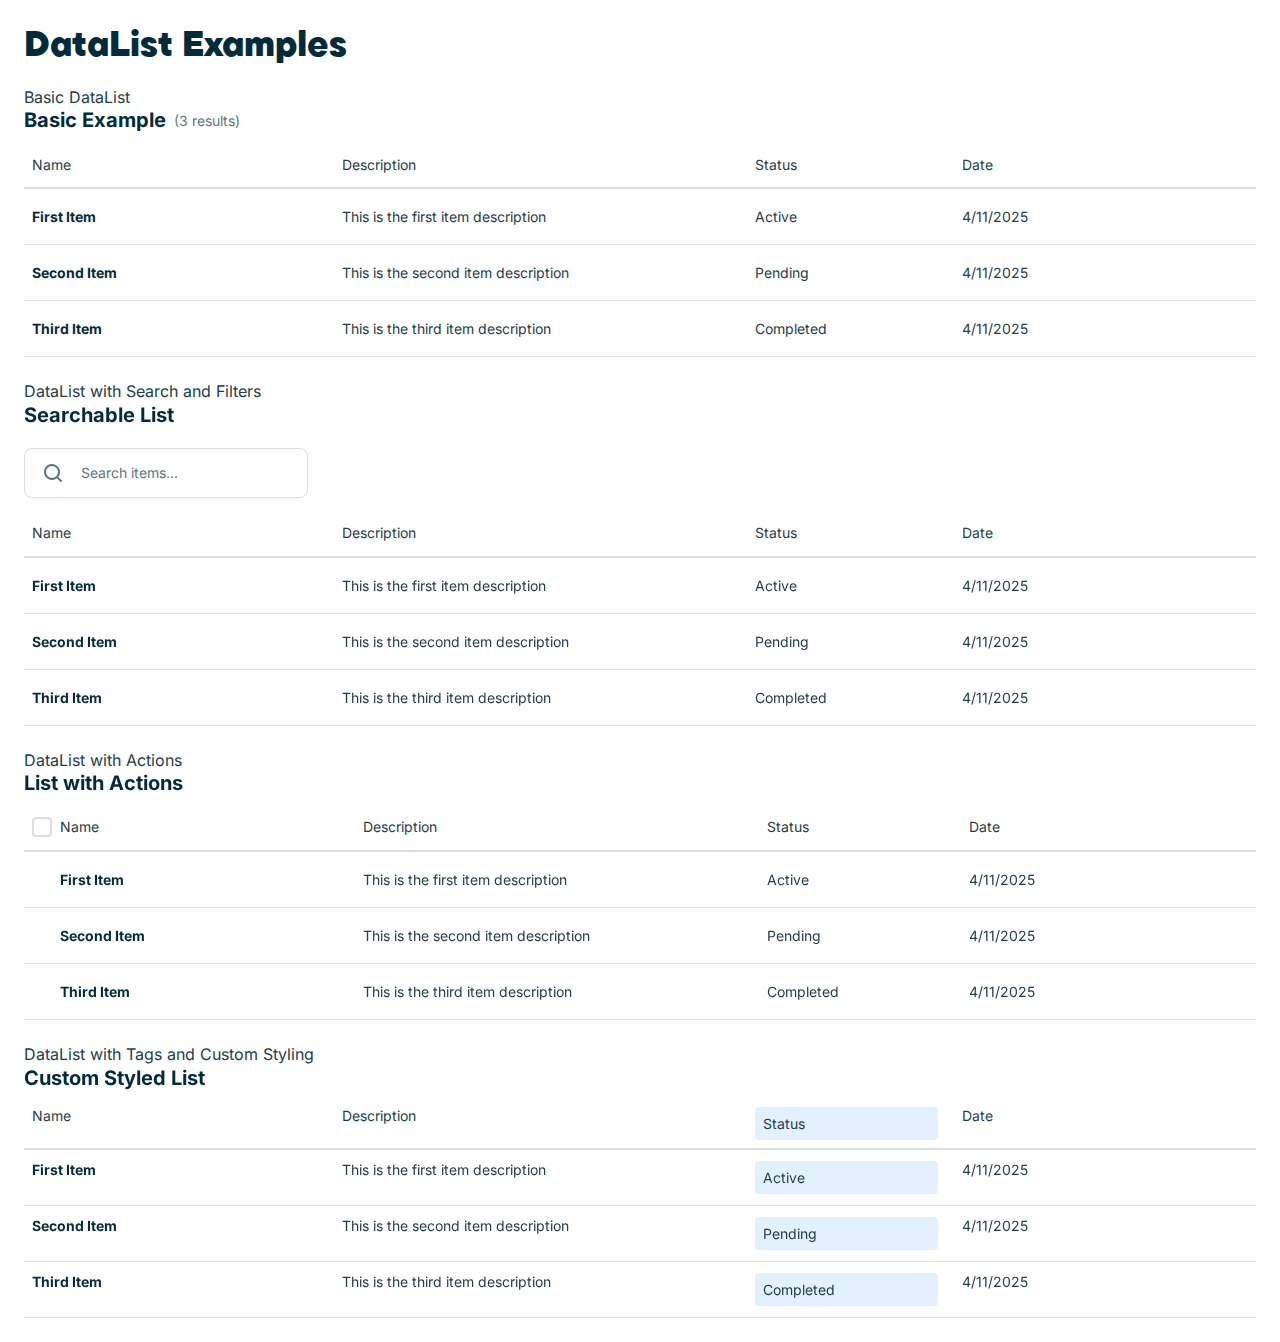 DataList Examples
Basic DataList
Basic Example (3 results)
Name Description Status Date
First Item This is the first item description Active 4/11/2025
Second Item This is the second item description Pending 4/11/2025
Third Item This is the third item description Completed 4/11/2025
DataList with Search and Filters
Searchable List
Search items...
Name Description Status Date
First Item This is the first item description Active 4/11/2025
Second Item This is the second item description Pending 4/11/2025
Third Item This is the third item description Completed 4/11/2025
DataList with Actions
List with Actions
Name Description Status Date
First Item This is the first item description Active 4/11/2025
Second Item This is the second item description Pending 4/11/2025
Third Item This is the third item description Completed 4/11/2025
DataList with Tags and Custom Styling
Custom Styled List
Name Description Status Date
First Item This is the first item description Active 4/11/2025
Second Item This is the second item description Pending 4/11/2025
Third Item This is the third item description Completed 4/11/2025